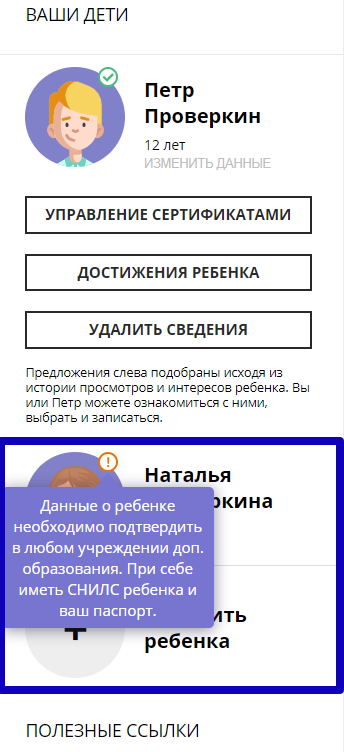 ВАШИ ДЕТИ
Петр
Проверкин
12 лет
ИЗМЕНИТЬ ДАННЫЕ
УПРАВЛЕНИЕ СЕРТИФИКАТАМИ
ДОСТИЖЕНИЯ РЕБЕНКА
УДАЛИТЬ СВЕДЕНИЯ
Предложения слева подобраны исходя из
истории просмотров и интересов ребенка. Вы
или Петр можете ознакомиться с ними,
выбрать и записаться.
Наталья
Данные о ребенке
необходимо подтвердить
в любом учреждении доп.
образования. При себе
иметь СНИЛС ребенка и
ваш паспорт.
ребенка
ПОЛЕЗНЫЕ ССЫЛКИ